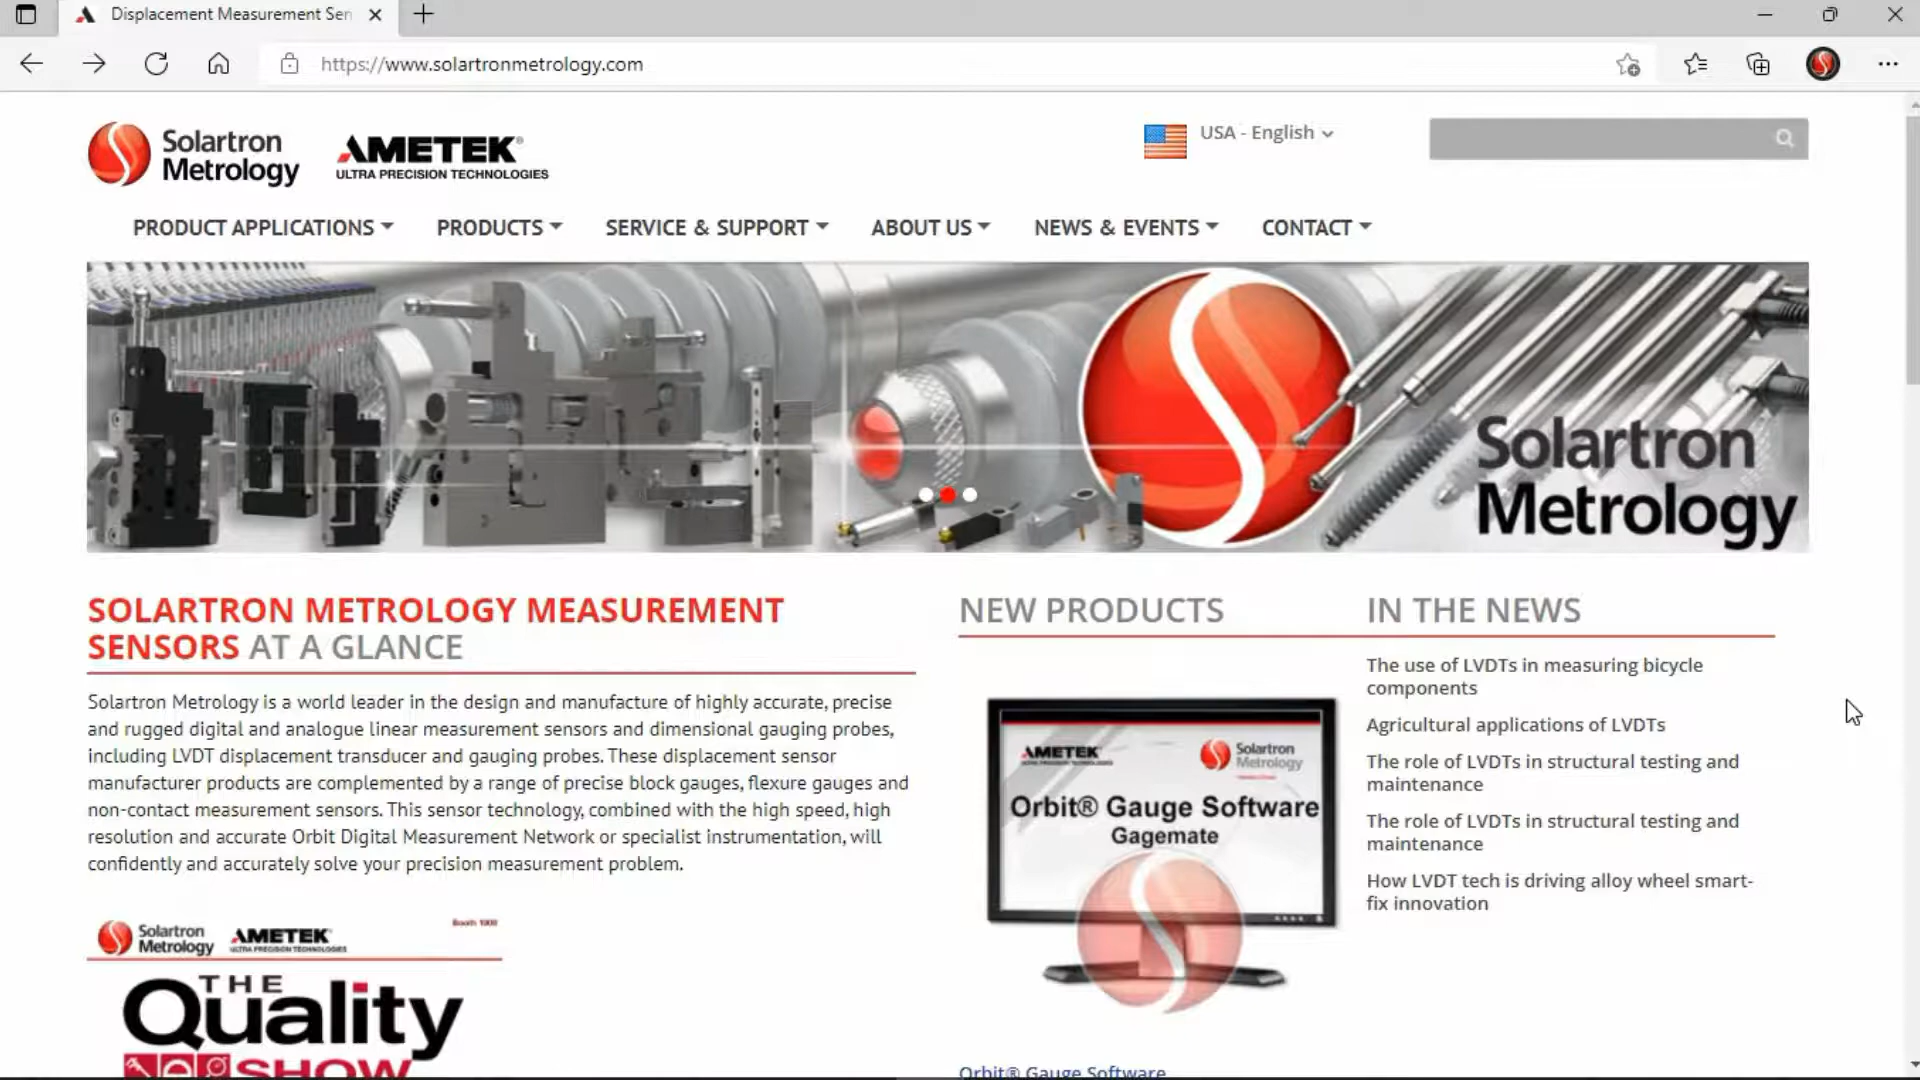 Displacement Measurement Sen
https://www.solartronmetrology.com
Solartron
Metrology
AMETEK®
ULTRA PRECISION TECHNOLOGIES
USA - English
PRODUCT APPLICATIONS
PRODUCTS
SERVICE & SUPPORT
ABOUT US
NEWS & EVENTS
CONTACT
Solartron
Metrology
SOLARTRON METROLOGY MEASUREMENT
SENSORS AT A GLANCE
Solartron Metrology is a world leader in the design and manufacture of highly accurate, precise
and rugged digital and analogue linear measurement sensors and dimensional gauging probes,
including LVDT displacement transducer and gauging probes. These displacement sensor
manufacturer products are complemented by a range of precise block gauges, flexure gauges and
non-contact measurement sensors. This sensor technology, combined with the high speed, high
resolution and accurate Orbit Digital Measurement Network or specialist instrumentation, will
confidently and accurately solve your precision measurement problem.
Solartron
Metrology
AMETEK
ULTRA PRECISION TECHNOLOGIES
Booth 1909
THE
Quality
SHOW
NEW PRODUCTS
AMETEK
ULTRA PRECISION TECHNOLOGIES
Solartron
Metrology
Orbit® Gauge Software
Gagemate
Orbit® Gauge Software
IN THE NEWS
The use of LVDTs in measuring bicycle
components
Agricultural applications of LVDTs
The role of LVDTs in structural testing and
maintenance
The role of LVDTs in structural testing and
maintenance
How LVDT tech is driving alloy wheel smart-
fix innovation